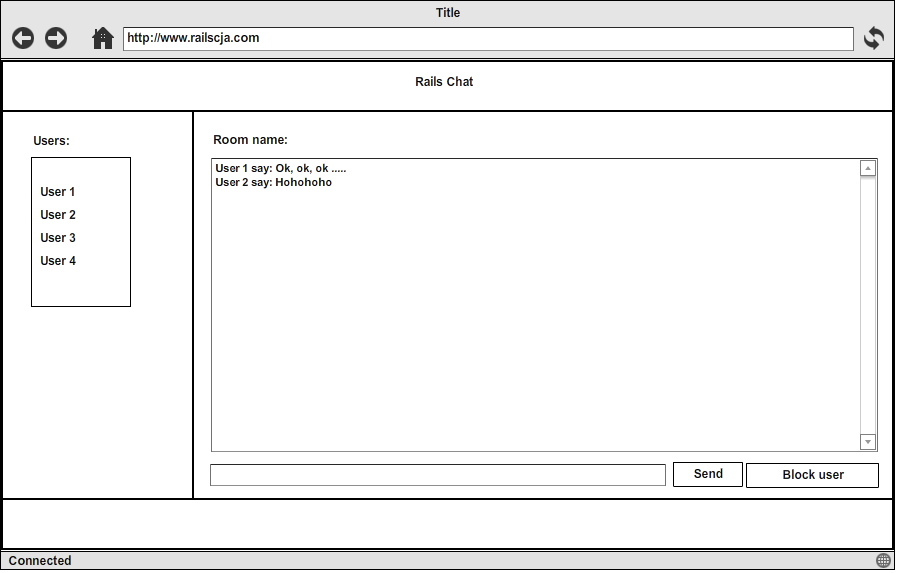 Title
http://www.railscja.com
Rails Chat
Users:
User 1
User 2
User 3
User 4
Room name:
User 1 say: Ok, ok, ok .....
User 2 say: Hohohoho
Send
Block user
Connected